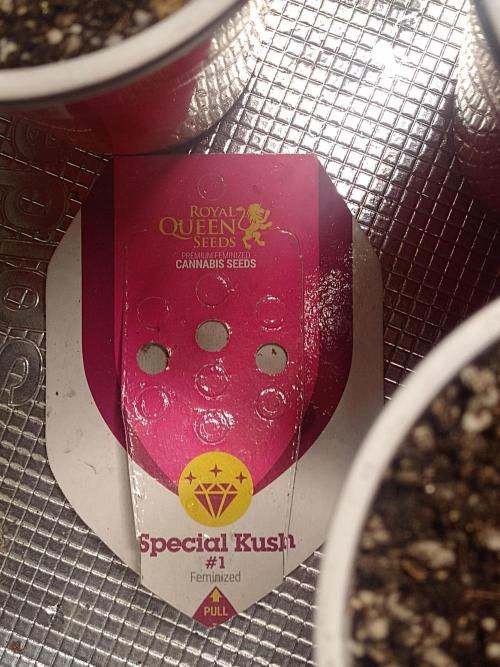 ROYAL
QUEEN
SEEDS
PREMIUM FEMINIZED
CANNABIS SEEDS
Special Kush
#1
Feminized
PULL